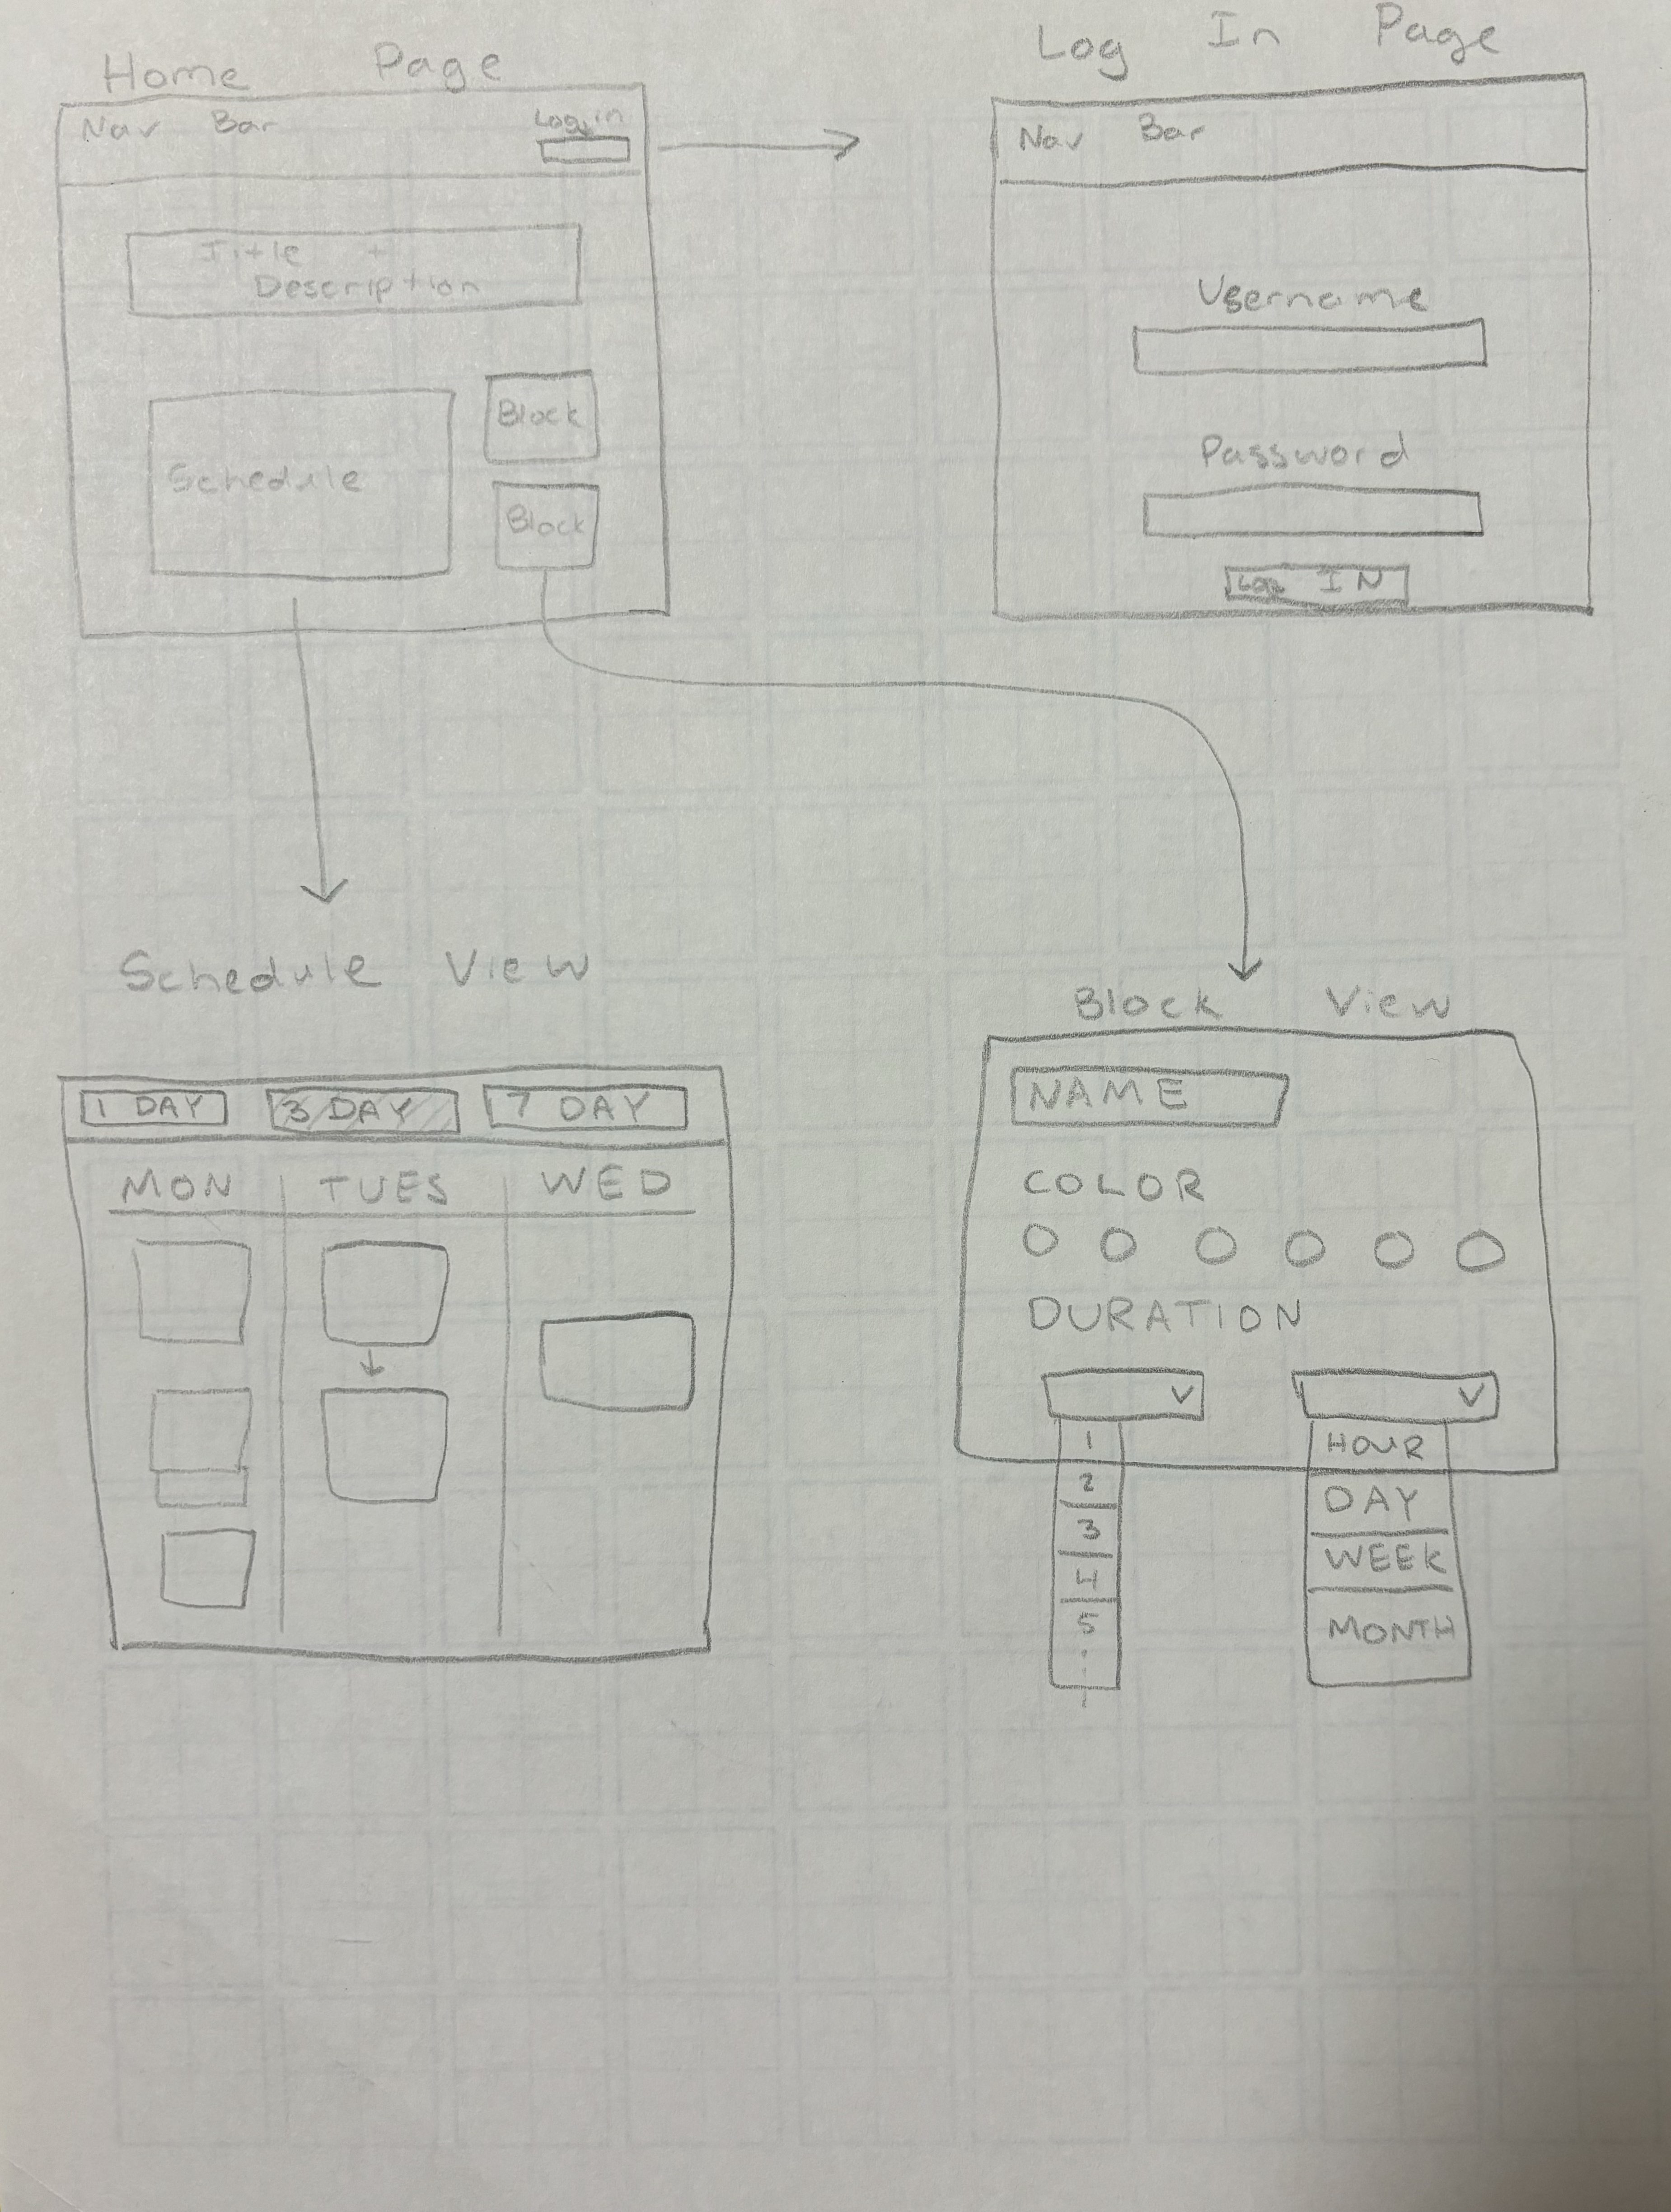 Home Page
Nav Bar
Log in
Title +
Description
Schedule
Block
Block
Log In Page
Nav Bar
Username
Password
Log IN
Schedule View
1 DAY 3 DAY 7 DAY
MON TUES WED
Block View
NAME
COLOR
DURATION
1
2
3
4
5
HOUR
DAY
WEEK
MONTH